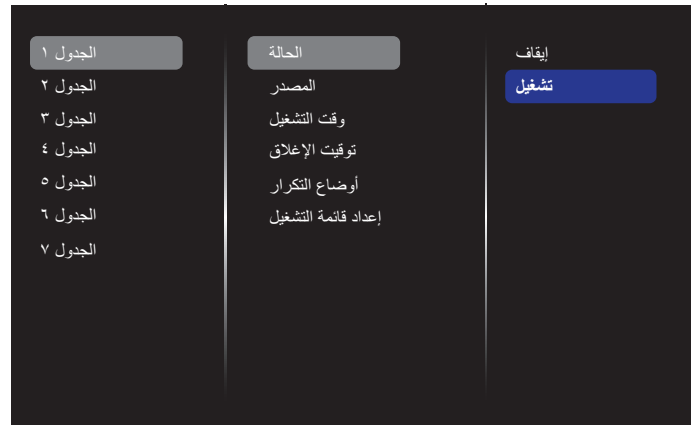 الجدول ١
الجدول ٢
الجدول ٣
الجدول ٤
الجدول ٥
الجدول ٦
الجدول ٧
الحالة
المصدر
وقت التشغيل
توقيت الإغلاق
أوضاع التكرار
إعداد قائمة التشغيل
إيقاف
تشغيل